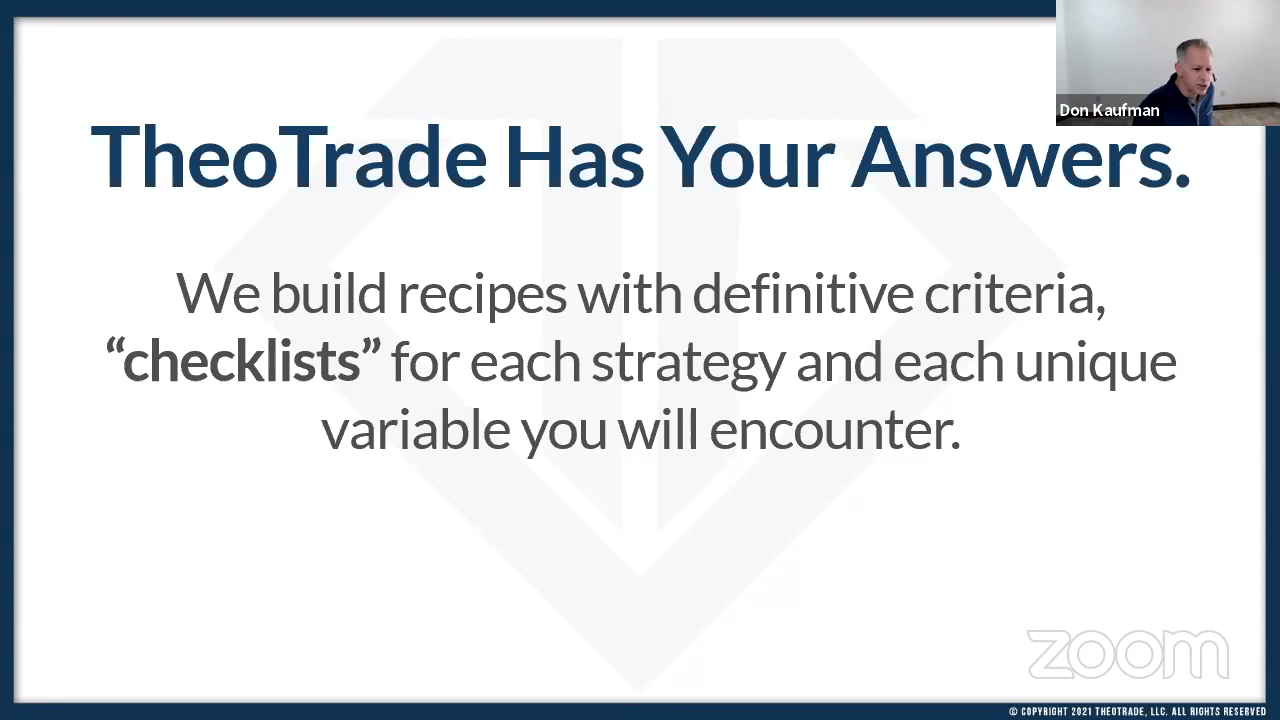 Don Kaufman
TheoTrade Has Your Answers.
We build recipes with definitive criteria,
“checklists” for each strategy and each unique
variable you will encounter.
zoom
© COPYRIGHT 2021 THEOTRADE, LLC. ALL RIGHTS RESERVED